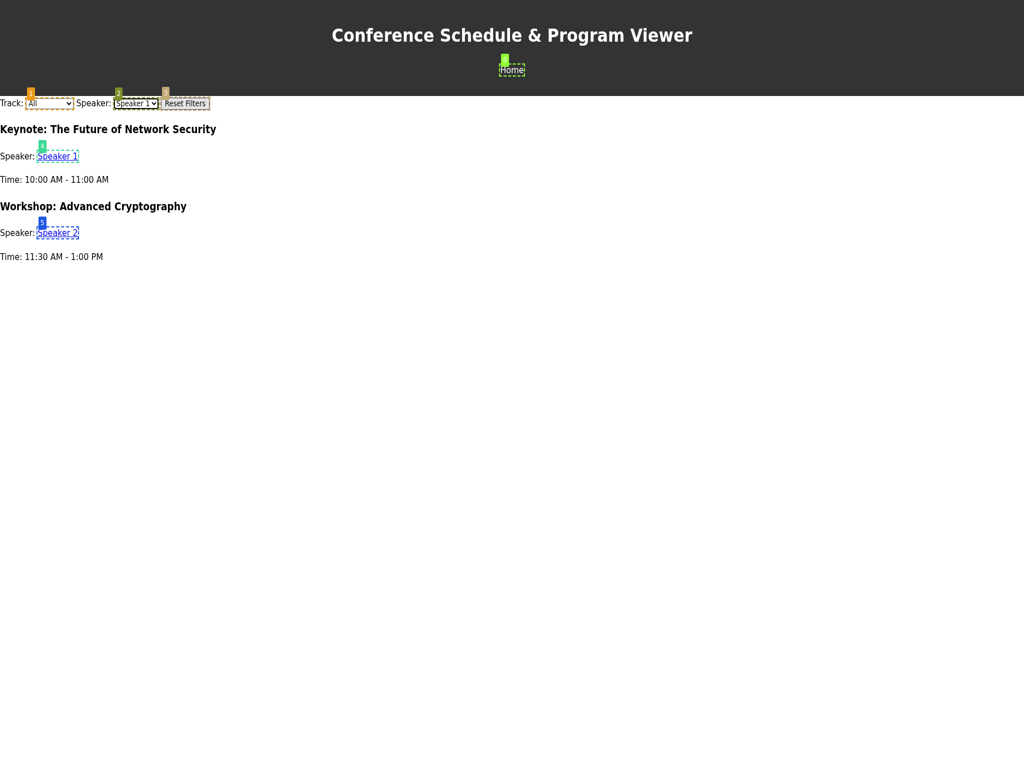 Conference Schedule & Program Viewer
0
Home
1 2 3
Track: All Speaker: Speaker 1 Reset Filters
Keynote: The Future of Network Security
4
Speaker: Speaker 1
Time: 10:00 AM - 11:00 AM
Workshop: Advanced Cryptography
5
Speaker: Speaker 2
Time: 11:30 AM - 1:00 PM